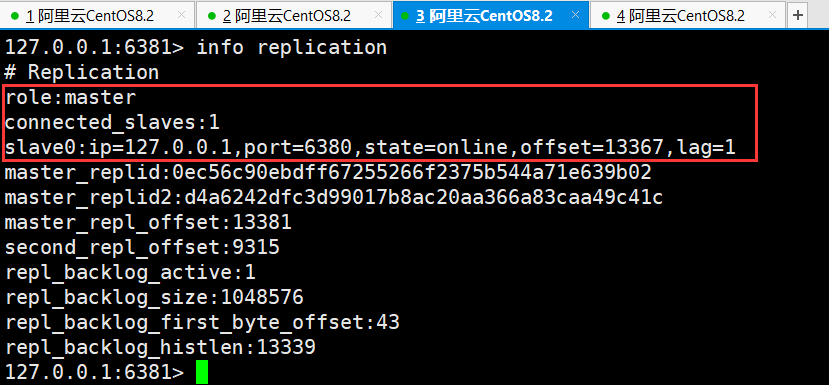 1 阿里云CentOS8.2 × 2 阿里云CentOS8.2 × 3 阿里云CentOS8.2 × 4 阿里云CentOS8.2 × +
127.0.0.1:6381> info replication
# Replication
role:master
connected_slaves:1
slave0:ip=127.0.0.1,port=6380,state=online,offset=13367,lag=1
master_replid:0ec56c90ebdff67255266f2375b544a71e639b02
master_replid2:d4a6242dfc3d99017b8ac20aa366a83caa49c41c
master_repl_offset:13381
second_repl_offset:9315
repl_backlog_active:1
repl_backlog_size:1048576
repl_backlog_first_byte_offset:43
repl_backlog_histlen:13339
127.0.0.1:6381>